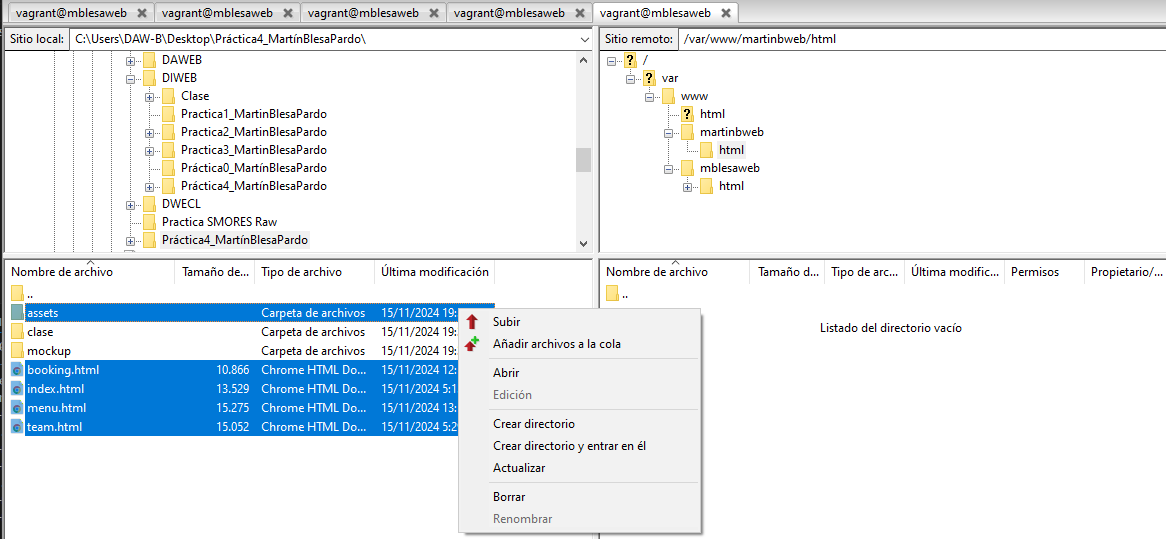 vagrant@mblesaweb vagrant@mblesaweb vagrant@mblesaweb vagrant@mblesaweb vagrant@mblesaweb
Sitio local: C:\Users\DAW-B\Desktop\Práctica4_MartínBlesaPardo\
DAWEB
DIWEB
Clase
Practica1_MartinBlesaPardo
Practica2_MartinBlesaPardo
Practica3_MartinBlesaPardo
Práctica0_MartínBlesaPardo
Práctica4_MartínBlesaPardo
DWECL
Practica SMORES Raw
Práctica4_MartínBlesaPardo
Sitio remoto: /var/www/martinbweb/html
/
var
www
html
martinbweb
html
mblesaweb
html
Nombre de archivo Tamaño de... Tipo de archivo Última modificación
..
assets Carpeta de archivos 15/11/2024 19:
clase Carpeta de archivos 15/11/2024 19:
mockup Carpeta de archivos 15/11/2024 19:
booking.html 10.866 Chrome HTML Do... 15/11/2024 12:
index.html 13.529 Chrome HTML Do... 15/11/2024 5:1
menu.html 15.275 Chrome HTML Do... 15/11/2024 13:
team.html 15.052 Chrome HTML Do... 15/11/2024 5:2
Subir
Añadir archivos a la cola
Abrir
Edición
Crear directorio
Crear directorio y entrar en él
Actualizar
Borrar
Renombrar
Nombre de archivo Tamaño d... Tipo de arc... Última modific... Permisos Propietario/...
..
Listado del directorio vacío